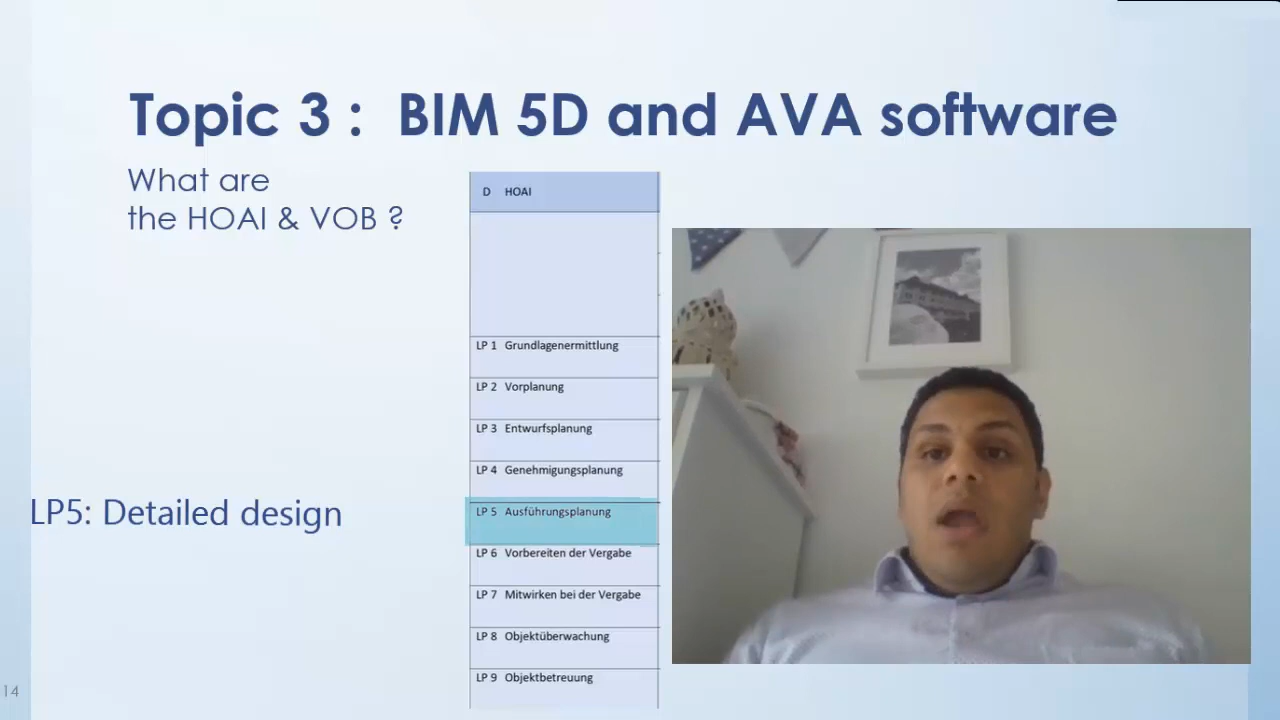 Topic 3 : BIM 5D and AVA software
What are
the HOAI & VOB ?
D HOAI
LP 1 Grundlagenermittlung
LP 2 Vorplanung
LP 3 Entwurfsplanung
LP 4 Genehmigungsplanung
LP5: Detailed design
LP 5 Ausführungsplanung
LP 6 Vorbereiten der Vergabe
LP 7 Mitwirken bei der Vergabe
LP 8 Objektüberwachung
LP 9 Objektbetreuung
14